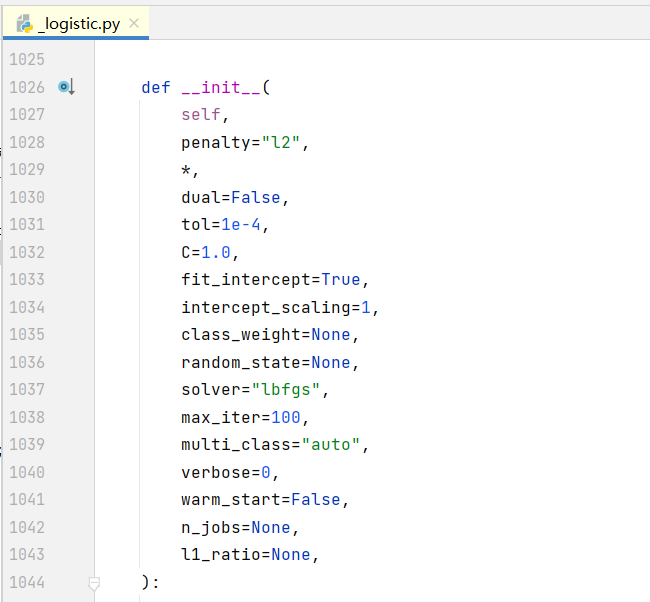 _logistic.py
1025
1026 def __init__(
1027 self,
1028 penalty="l2",
1029 *,
1030 dual=False,
1031 tol=1e-4,
1032 C=1.0,
1033 fit_intercept=True,
1034 intercept_scaling=1,
1035 class_weight=None,
1036 random_state=None,
1037 solver="lbfgs",
1038 max_iter=100,
1039 multi_class="auto",
1040 verbose=0,
1041 warm_start=False,
1042 n_jobs=None,
1043 l1_ratio=None,
1044 ):